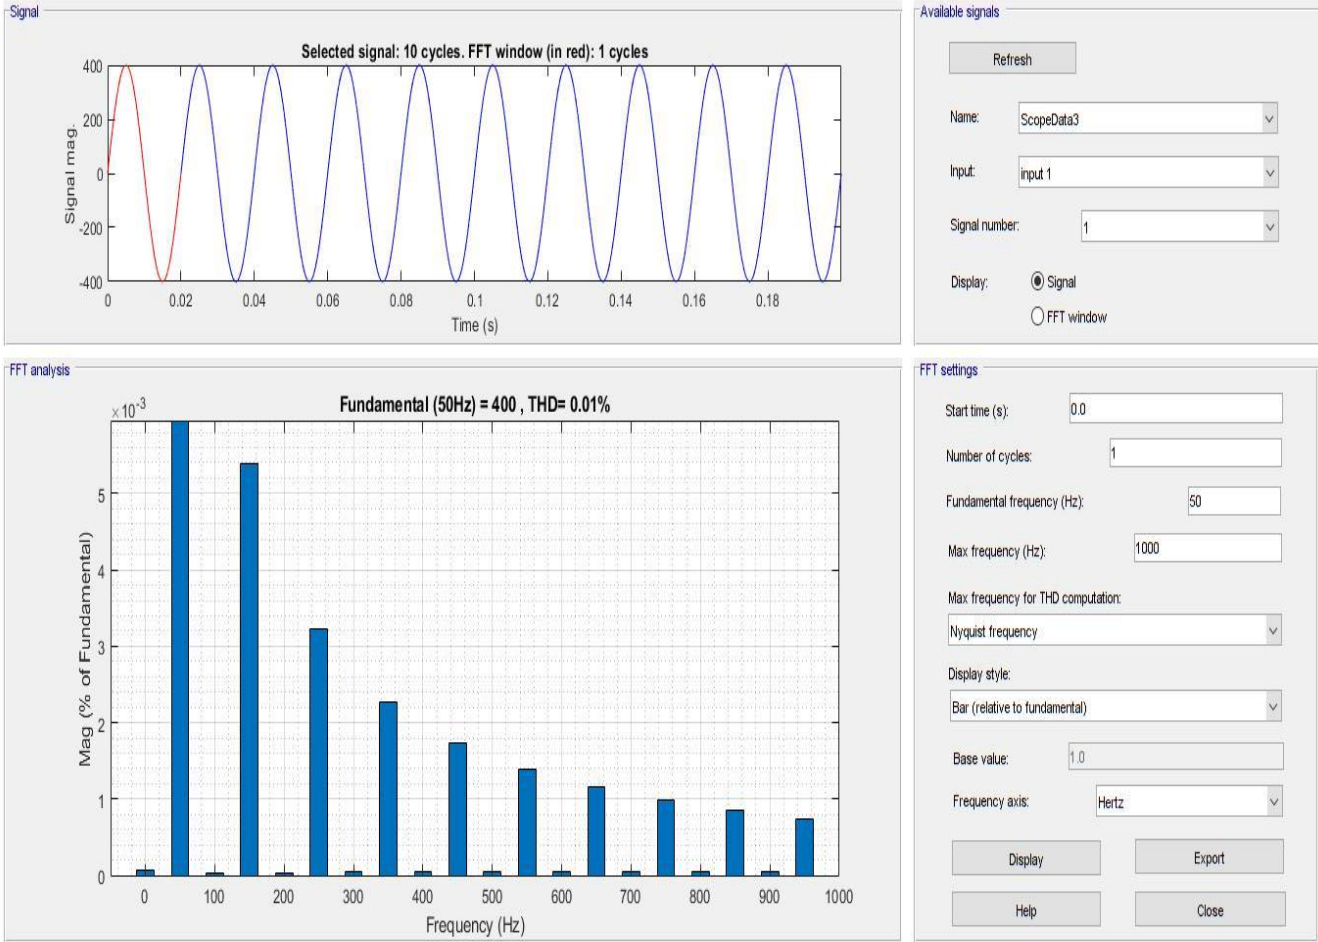 Signal
Selected signal: 10 cycles. FFT window (in red): 1 cycles
400
200
0
-200
-400
Signal mag.
0 0.02 0.04 0.06 0.08 0.1 0.12 0.14 0.16 0.18
Time (s)
Available signals
Refresh
Name: ScopeData3
Input: input 1
Signal number: 1
Display: Signal
FFT window
FFT analysis
×10-3
Fundamental (50Hz) = 400 , THD= 0.01%
5
4
3
2
1
0
Mag (% of Fundamental)
0 100 200 300 400 500 600 700 800 900 1000
Frequency (Hz)
FFT settings
Start time (s): 0.0
Number of cycles: 1
Fundamental frequency (Hz): 50
Max frequency (Hz): 1000
Max frequency for THD computation:
Nyquist frequency
Display style:
Bar (relative to fundamental)
Base value: 1.0
Frequency axis: Hertz
Display Export
Help Close